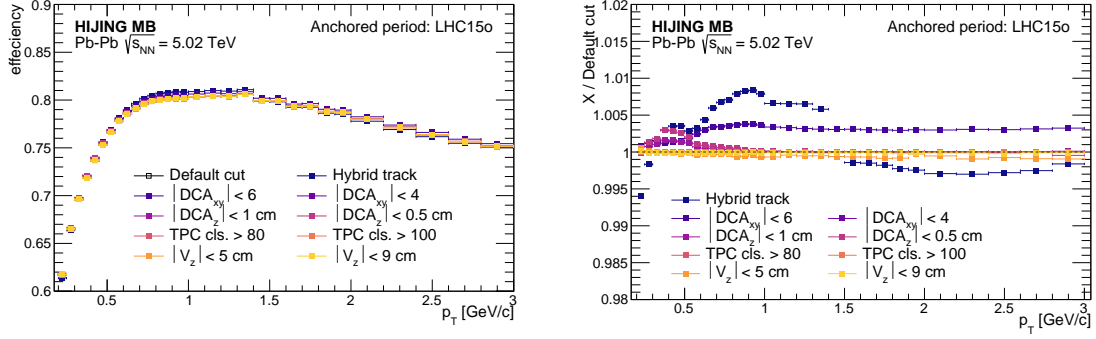 effeciency
0.9
0.85
0.8
0.75
0.7
0.65
0.6
HIJING MB
Anchored period: LHC15o
Pb-Pb √sNN = 5.02 TeV
Default cut
Hybrid track
|DCAxy| < 6
|DCAxy| < 4
|DCAz| < 1 cm
|DCAz| < 0.5 cm
TPC cls. > 80
TPC cls. > 100
|Vz| < 5 cm
|Vz| < 9 cm
0.5 1 1.5 2 2.5 3
pT [GeV/c]
X / Default cut
1.02
1.015
1.01
1.005
1
0.995
0.99
0.985
0.98
HIJING MB
Anchored period: LHC15o
Pb-Pb √sNN = 5.02 TeV
Hybrid track
|DCAxy| < 6
|DCAxy| < 4
|DCAz| < 1 cm
|DCAz| < 0.5 cm
TPC cls. > 80
TPC cls. > 100
|Vz| < 5 cm
|Vz| < 9 cm
0.5 1 1.5 2 2.5 3
pT [GeV/c]